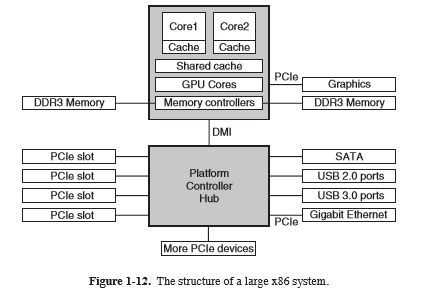 Core1 Core2
Cache Cache
Shared cache
GPU Cores
PCIe
Graphics
DDR3 Memory
Memory controllers
DDR3 Memory
DMI
PCIe slot
PCIe slot
PCIe slot
PCIe slot
Platform
Controller
Hub
SATA
USB 2.0 ports
USB 3.0 ports
Gigabit Ethernet
PCIe
More PCIe devices
Figure 1-12. The structure of a large x86 system.